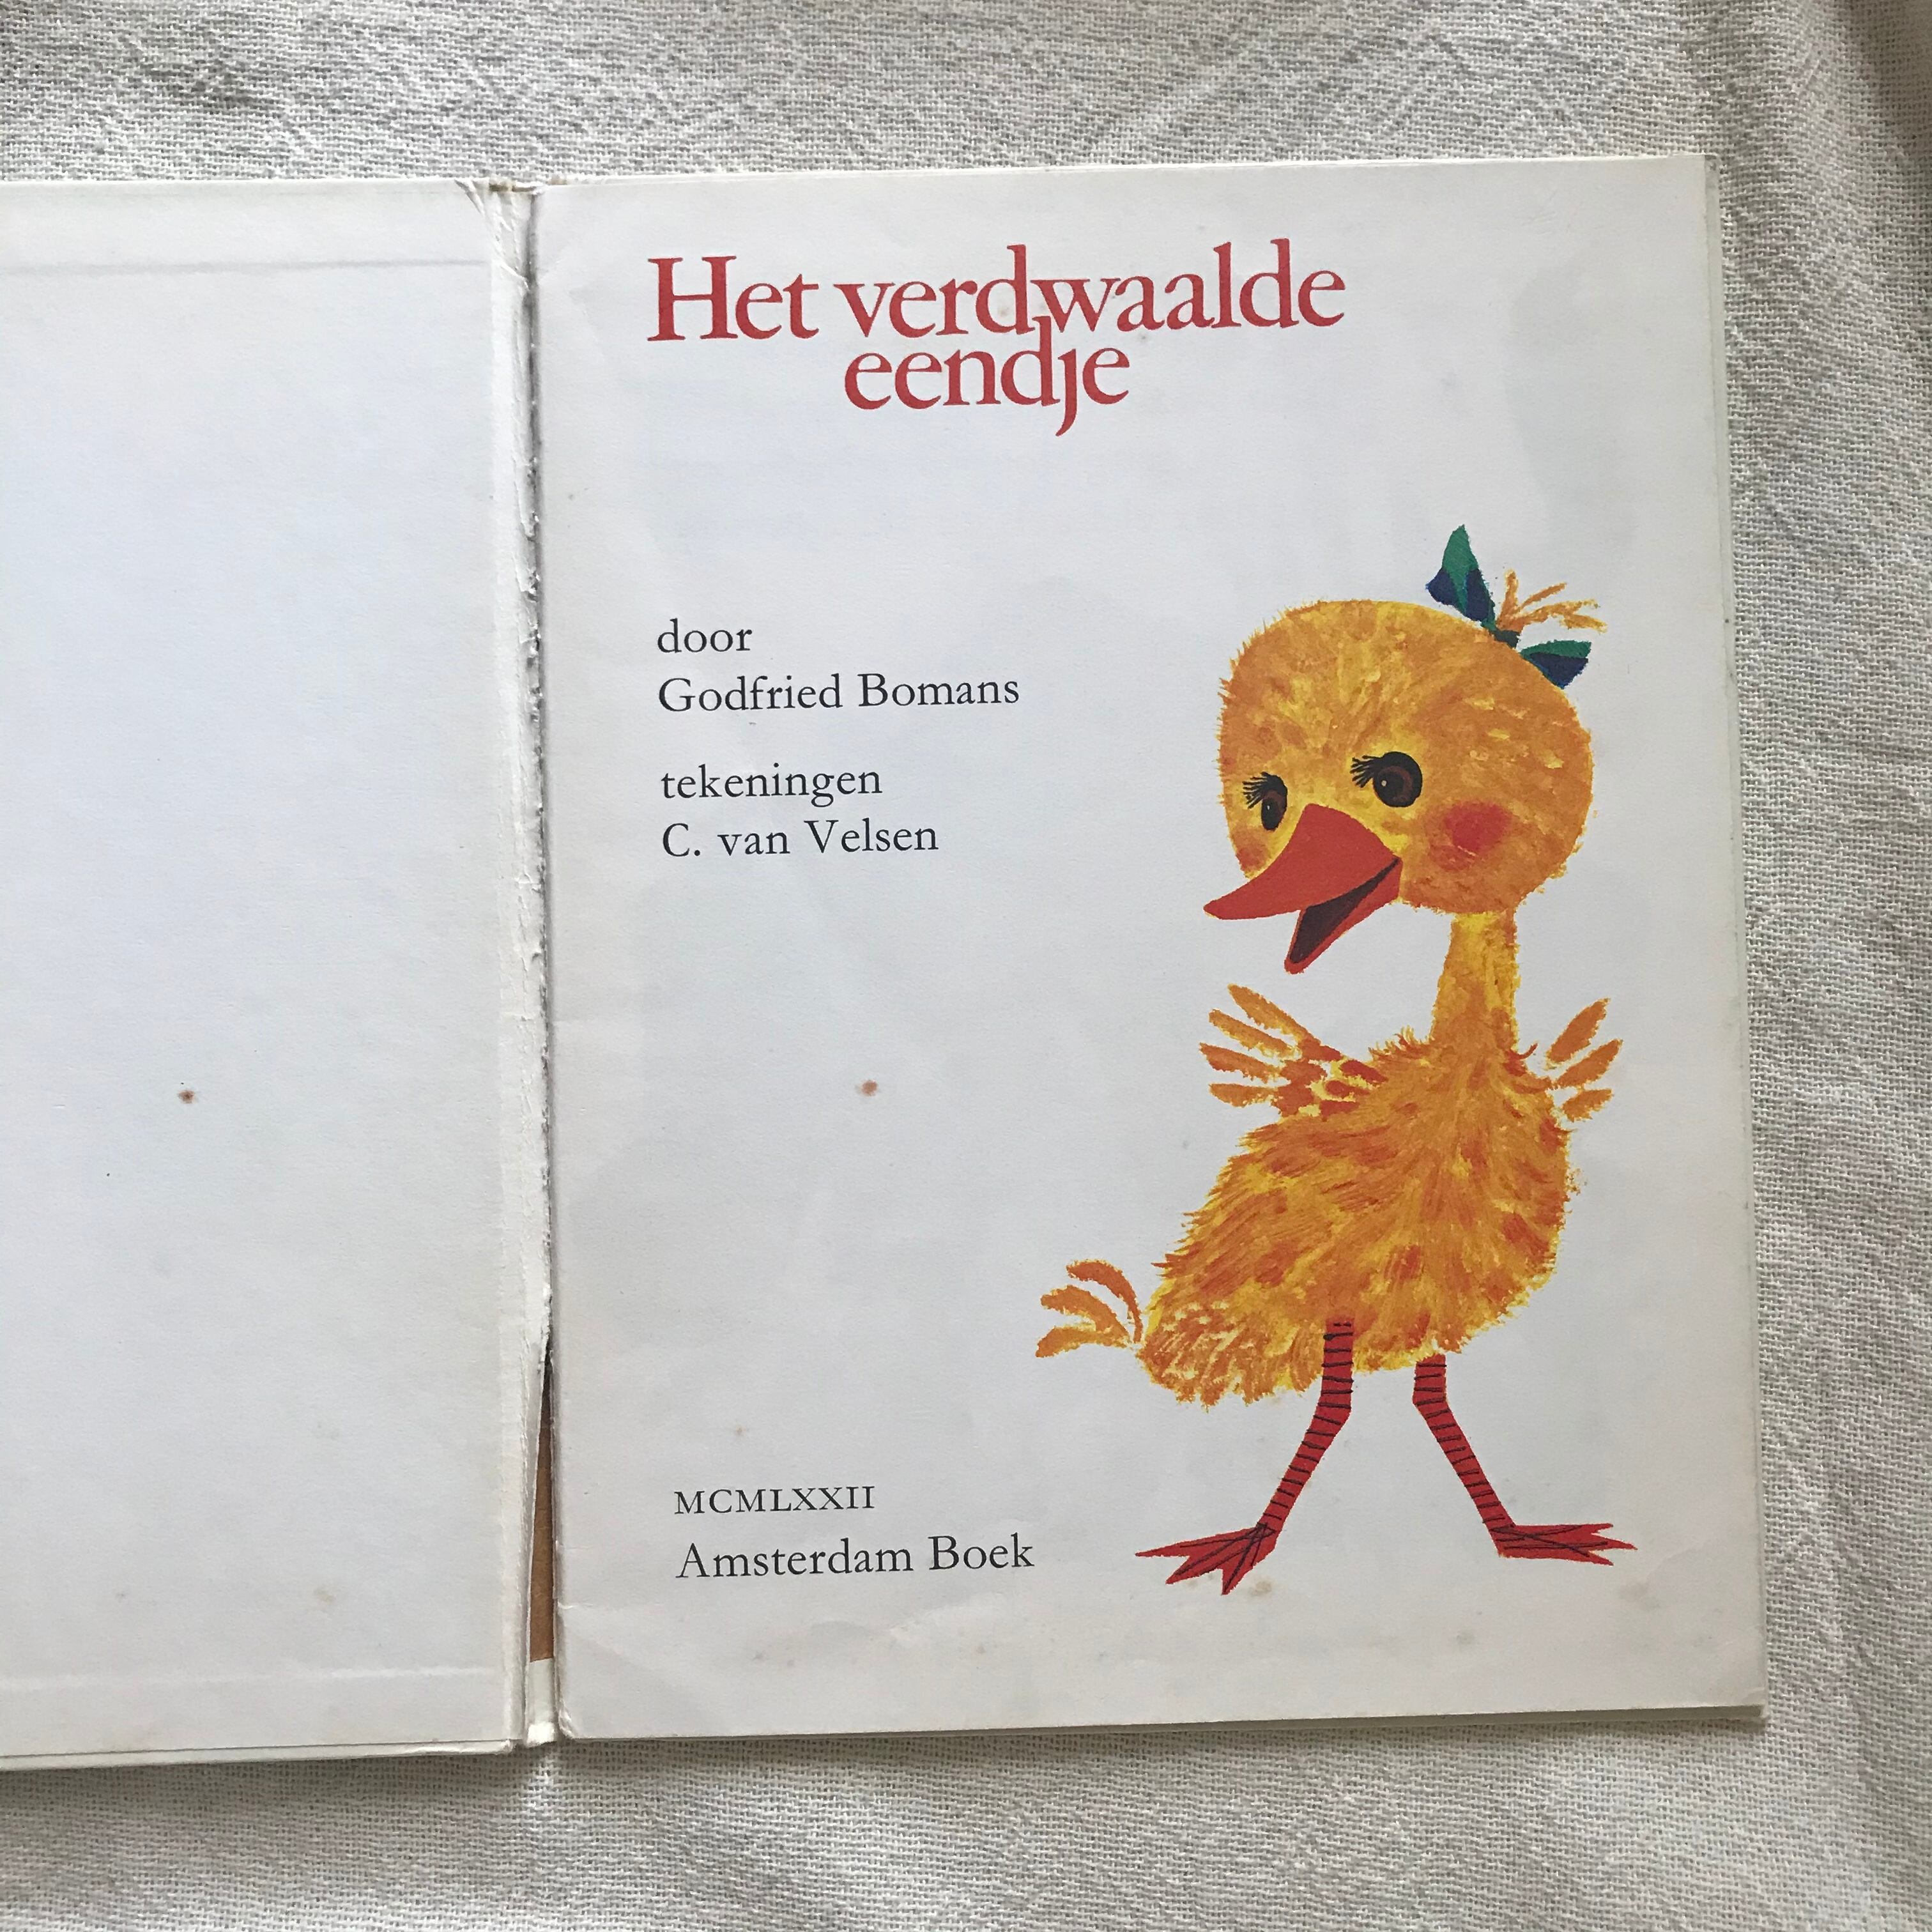 Het verdwaalde
eendje
door
Godfried Bomans
tekeningen
C. van Velsen
MCMLXXII
Amsterdam Boek